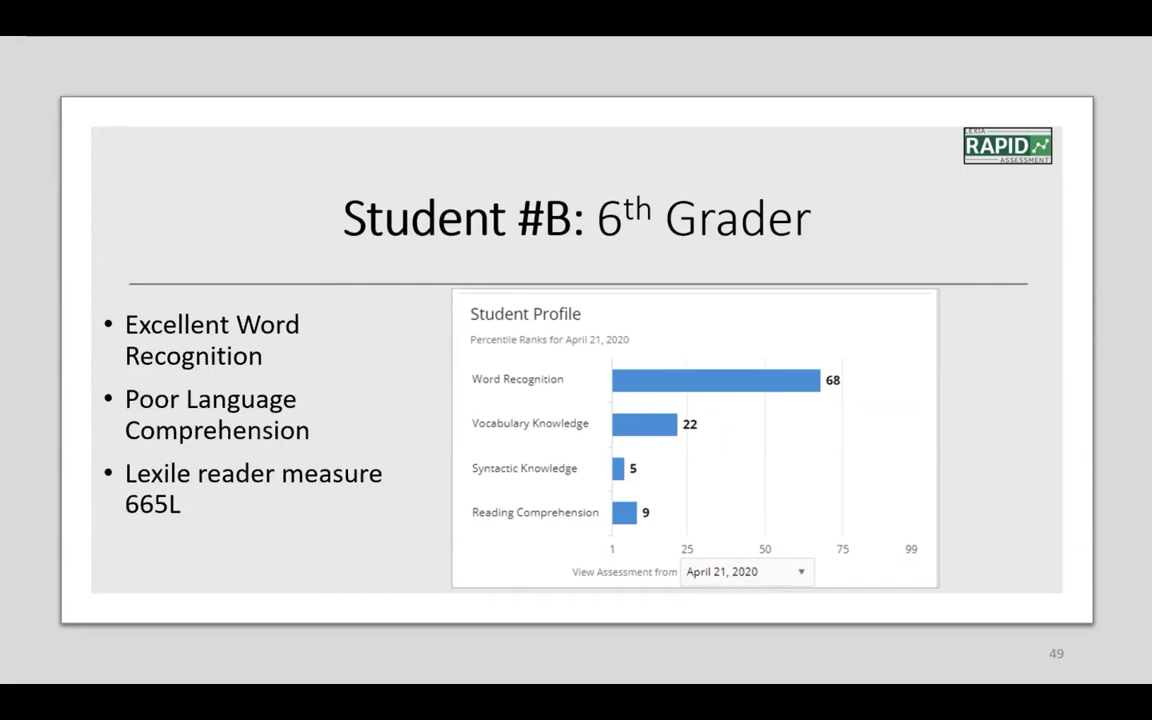 LEXIA
RAPID
ASSESSMENT
Student #B: 6th Grader
• Excellent Word
Recognition
• Poor Language
Comprehension
• Lexile reader measure
665L
Student Profile
Percentile Ranks for April 21, 2020
Word Recognition 68
Vocabulary Knowledge 22
Syntactic Knowledge 5
Reading Comprehension 9
1 25 50 75 99
View Assessment from April 21, 2020
49